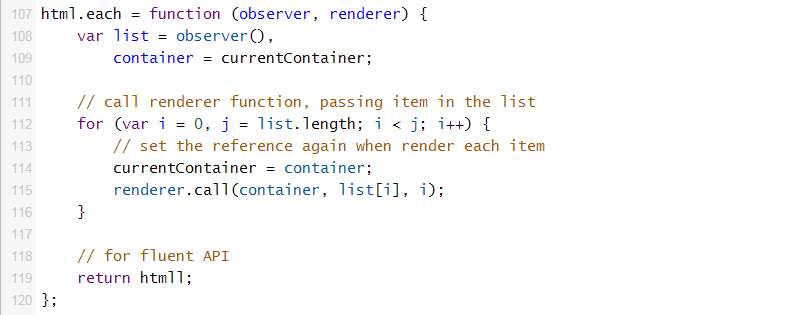 107 html.each = function (observer, renderer) {
108     var list = observer(),
109         container = currentContainer;
110
111     // call renderer function, passing item in the list
112     for (var i = 0, j = list.length; i < j; i++) {
113         // set the reference again when render each item
114         currentContainer = container;
115         renderer.call(container, list[i], i);
116     }
117
118     // for fluent API
119     return htmll;
120 };